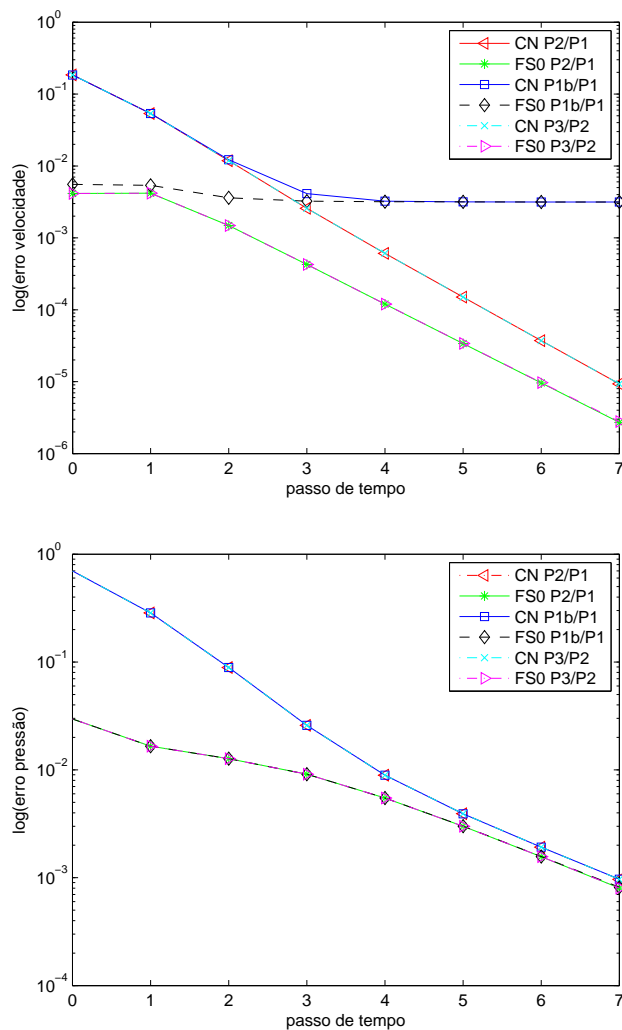 10^0
10^-1
10^-2
10^-3
10^-4
10^-5
10^-6
log(erro velocidade)
CN P2/P1
FS0 P2/P1
CN P1b/P1
FS0 P1b/P1
CN P3/P2
FS0 P3/P2
0 1 2 3 4 5 6 7
passo de tempo
10^0
10^-1
10^-2
10^-3
10^-4
log(erro pressão)
CN P2/P1
FS0 P2/P1
CN P1b/P1
FS0 P1b/P1
CN P3/P2
FS0 P3/P2
0 1 2 3 4 5 6 7
passo de tempo